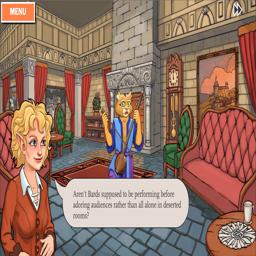 MENU
Aren't Bards supposed to be performing before
adoring audiences rather than all alone in deserted
rooms?